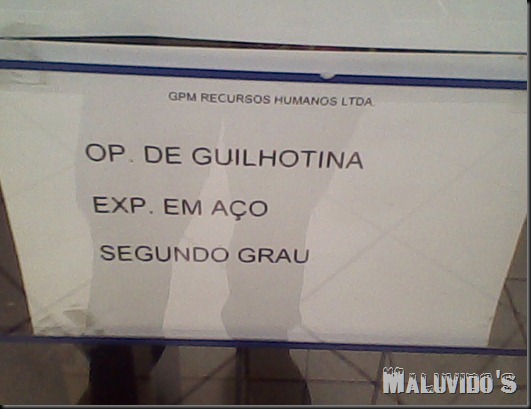 GPM RECURSOS HUMANOS LTDA.
OP. DE GUILHOTINA
EXP. EM AÇO
SEGUNDO GRAU
MALUVIDO'S